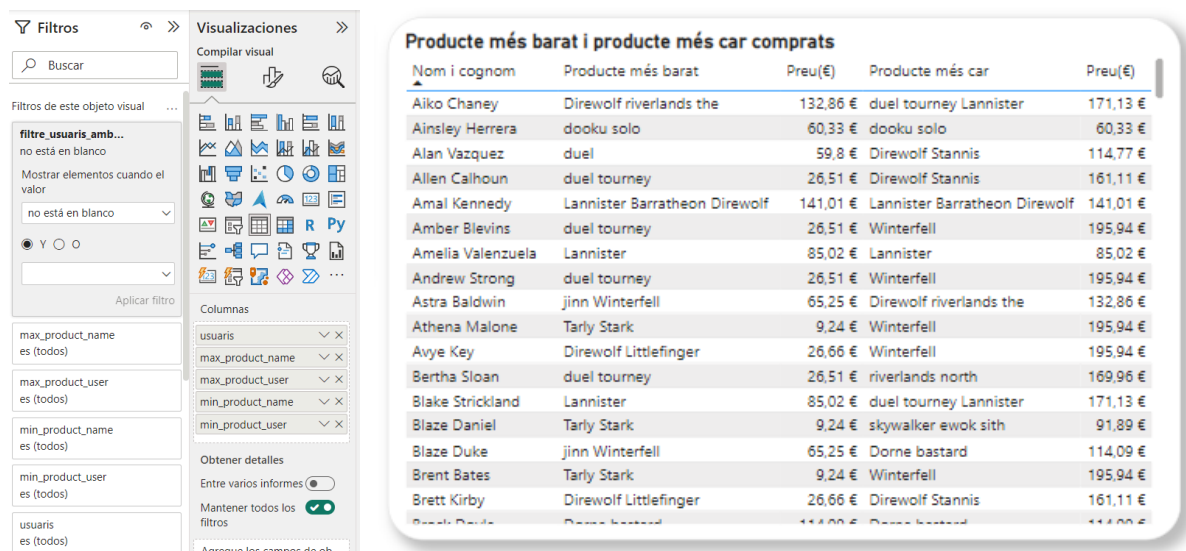 Filtros
Buscar
Filtros de este objeto visual ...
filtre_usuaris_amb...
no está en blanco
Mostrar elementos cuando el
valor
no está en blanco
Y O
Aplicar filtro
max_product_name
es (todos)
max_product_user
es (todos)
min_product_name
es (todos)
min_product_user
es (todos)
usuaris
es (todos)
Visualizaciones
Compilar visual
123
R Py
123
...
Columnas
usuaris
max_product_name
max_product_user
min_product_name
min_product_user
Obtener detalles
Entre varios informes
Mantener todos los
filtros
Agregue los campos de ob
Producte més barat i producte més car comprats
Nom i cognom Producte més barat Preu(€) Producte més car Preu(€)
Aiko Chaney Direwolf riverlands the 132,86 € duel tourney Lannister 171,13 €
Ainsley Herrera dooku solo 60,33 € dooku solo 60,33 €
Alan Vazquez duel 59,8 € Direwolf Stannis 114,77 €
Allen Calhoun duel tourney 26,51 € Direwolf Stannis 161,11 €
Amal Kennedy Lannister Barratheon Direwolf 141,01 € Lannister Barratheon Direwolf 141,01 €
Amber Blevins duel tourney 26,51 € Winterfell 195,94 €
Amelia Valenzuela Lannister 85,02 € Lannister 85,02 €
Andrew Strong duel tourney 26,51 € Winterfell 195,94 €
Astra Baldwin jinn Winterfell 65,25 € Direwolf riverlands the 132,86 €
Athena Malone Tarly Stark 9,24 € Winterfell 195,94 €
Avye Key Direwolf Littlefinger 26,66 € Winterfell 195,94 €
Bertha Sloan duel tourney 26,51 € riverlands north 169,96 €
Blake Strickland Lannister 85,02 € duel tourney Lannister 171,13 €
Blaze Daniel Tarly Stark 9,24 € skywalker ewok sith 91,89 €
Blaze Duke jinn Winterfell 65,25 € Dorne bastard 114,09 €
Brent Bates Tarly Stark 9,24 € Winterfell 195,94 €
Brett Kirby Direwolf Littlefinger 26,66 € Direwolf Stannis 161,11 €